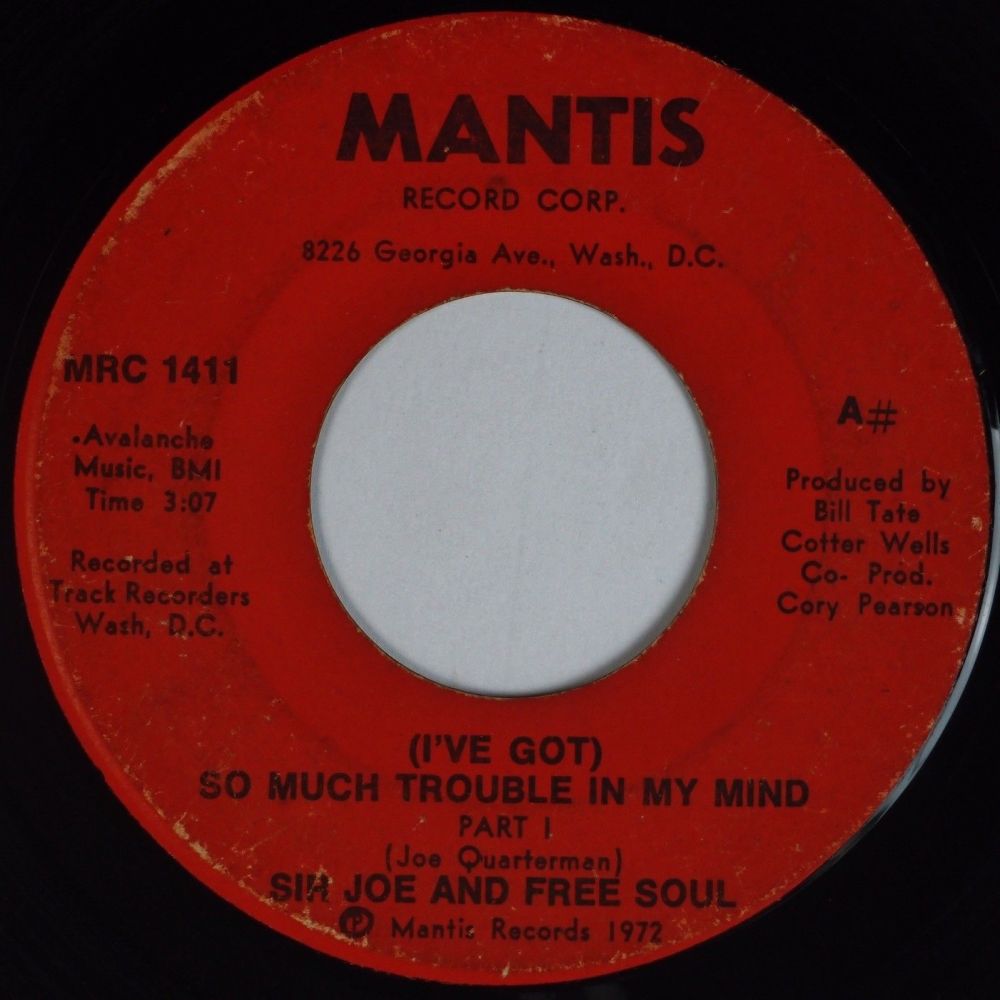 MANTIS
RECORD CORP.
8226 Georgia Ave., Wash., D.C.
MRC 1411
Avalanche
Music, BMI
Time 3:07
Recorded at
Track Recorders
Wash, D.C.
A#
Produced by
Bill Tate
Cotter Wells
Co- Prod.
Cory Pearson
(I'VE GOT)
SO MUCH TROUBLE IN MY MIND
PART I
(Joe Quarterman)
SIR JOE AND FREE SOUL
℗ Mantis Records 1972